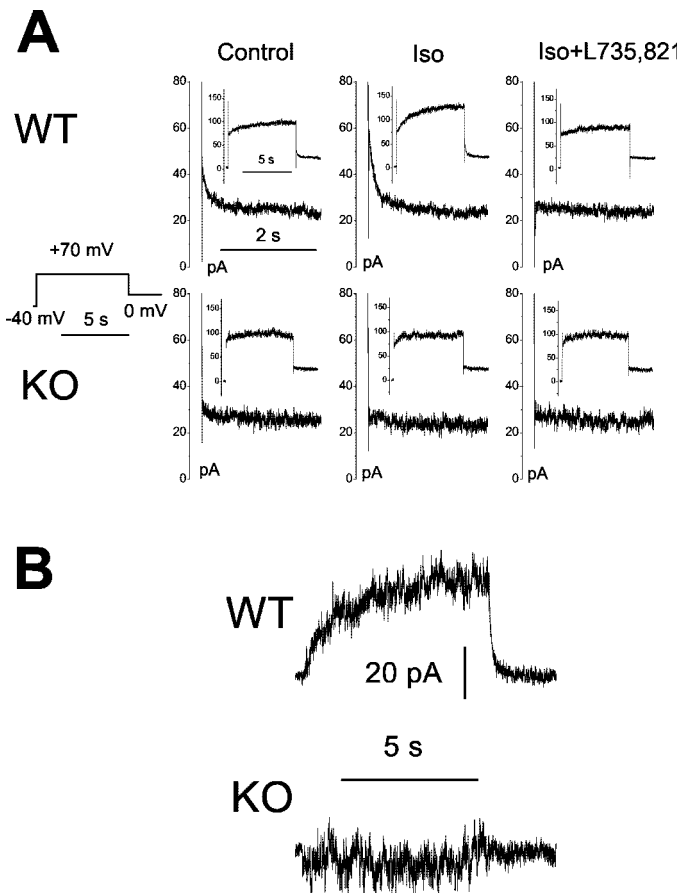 A
Control Iso Iso+L735,821
WT
80 80 80
150 150 150
100 100 100
60 60 60
50 50 50
0 0 0
5 s
40 40 40
20 20 20
2 s
0 pA 0 pA 0 pA
+70 mV
-40 mV 5 s 0 mV
KO
80 80 80
150 150 150
100 100 100
60 60 60
50 50 50
0 0 0
40 40 40
20 20 20
pA pA pA
0 0 0
B
WT
20 pA
5 s
KO